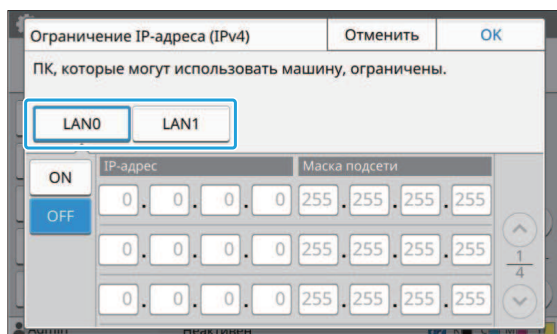 Ограничение IP-адреса (IPv4) Отменить OK
ПК, которые могут использовать машину, ограничены.
LAN0 LAN1
IP-адрес Маска подсети
ON
OFF
0 . 0 . 0 . 0 255 . 255 . 255 . 255
0 . 0 . 0 . 0 255 . 255 . 255 . 255
1
4
0 . 0 . 0 . 0 255 . 255 . 255 . 255
Admin Неактивен